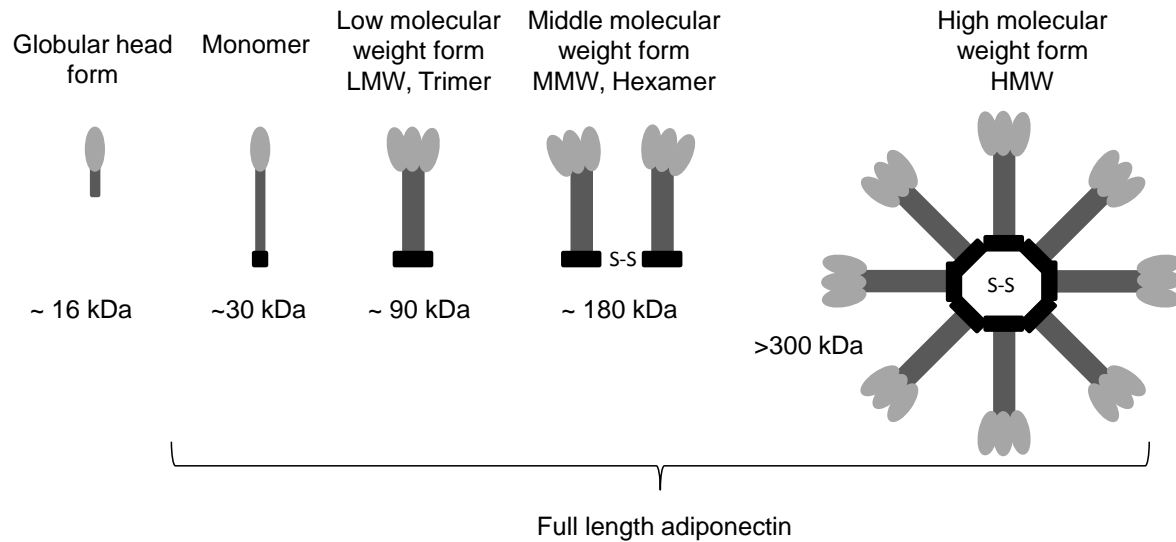 Globular head
form
Monomer
Low molecular
weight form
LMW, Trimer
Middle molecular
weight form
MMW, Hexamer
High molecular
weight form
HMW
S-S
S-S
~ 16 kDa
~30 kDa
~ 90 kDa
~ 180 kDa
>300 kDa
Full length adiponectin